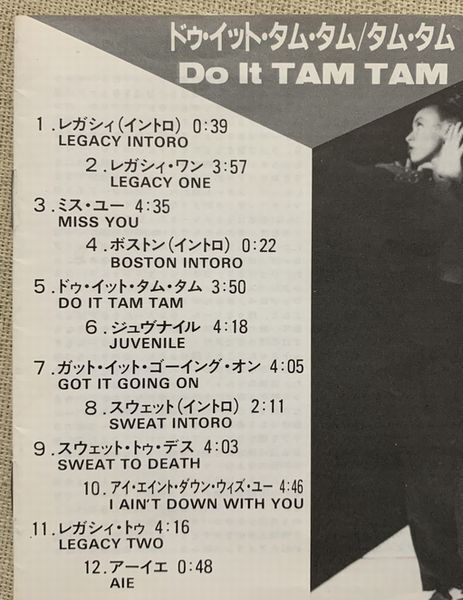 ドゥ・イット・タム・タム/タム・タム
Do It TAM TAM
1.レガシィ(イントロ) 0:39
LEGACY INTORO
2.レガシィ・ワン 3:57
LEGACY ONE
3.ミス・ユー 4:35
MISS YOU
4.ボストン(イントロ) 0:22
BOSTON INTORO
5.ドゥ・イット・タム・タム 3:50
DO IT TAM TAM
6.ジュヴナイル 4:18
JUVENILE
7.ガット・イット・ゴーイング・オン 4:05
GOT IT GOING ON
8.スウェット(イントロ) 2:11
SWEAT INTORO
9.スウェット・トゥ・デス 4:03
SWEAT TO DEATH
10.アイ・エイント・ダウン・ウィズ・ユー 4:46
I AIN'T DOWN WITH YOU
11.レガシィ・トゥ 4:16
LEGACY TWO
12.アーイエ 0:48
AIE